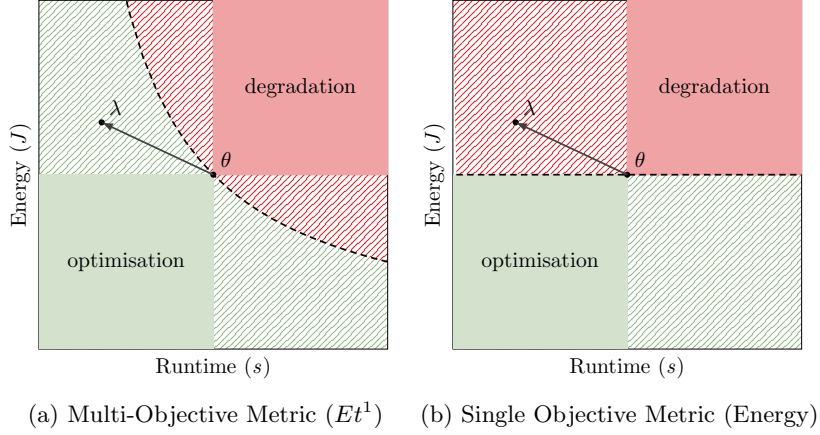 degradation
λ
θ
optimisation
Energy (J)
Runtime (s)
(a) Multi-Objective Metric (Et¹)
degradation
λ
θ
optimisation
Energy (J)
Runtime (s)
(b) Single Objective Metric (Energy)